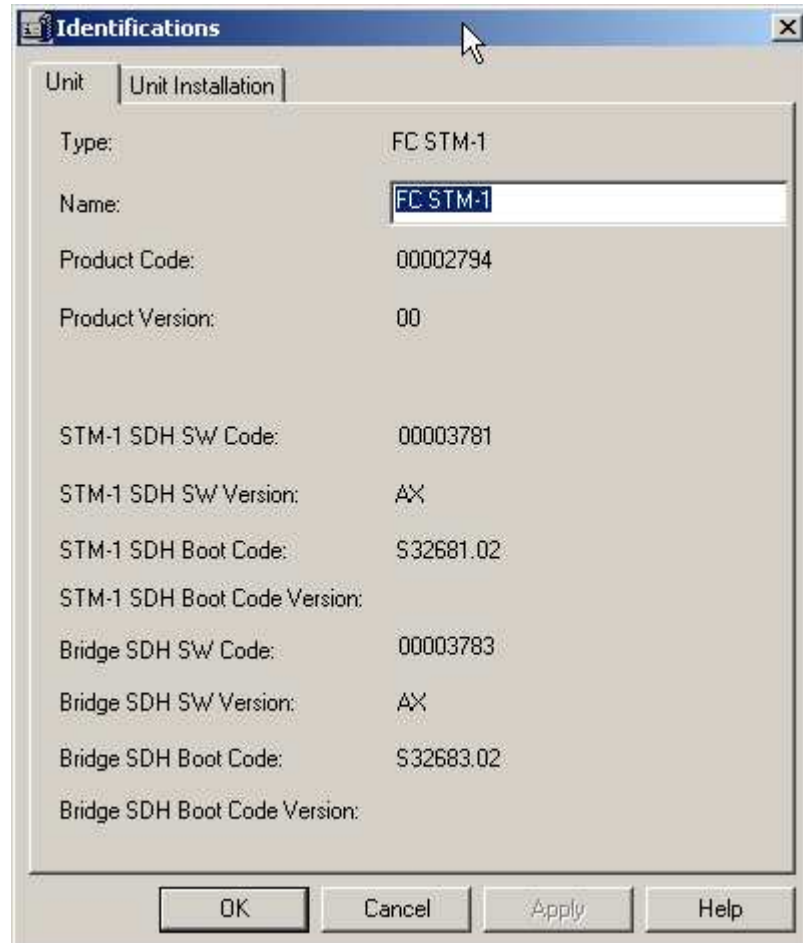 Identifications
Unit Unit Installation
Type: FC STM-1
Name: FC STM-1
Product Code: 00002794
Product Version: 00
STM-1 SDH SW Code: 00003781
STM-1 SDH SW Version: AX
STM-1 SDH Boot Code: S32681.02
STM-1 SDH Boot Code Version:
Bridge SDH SW Code: 00003783
Bridge SDH SW Version: AX
Bridge SDH Boot Code: S32683.02
Bridge SDH Boot Code Version:
OK Cancel Apply Help